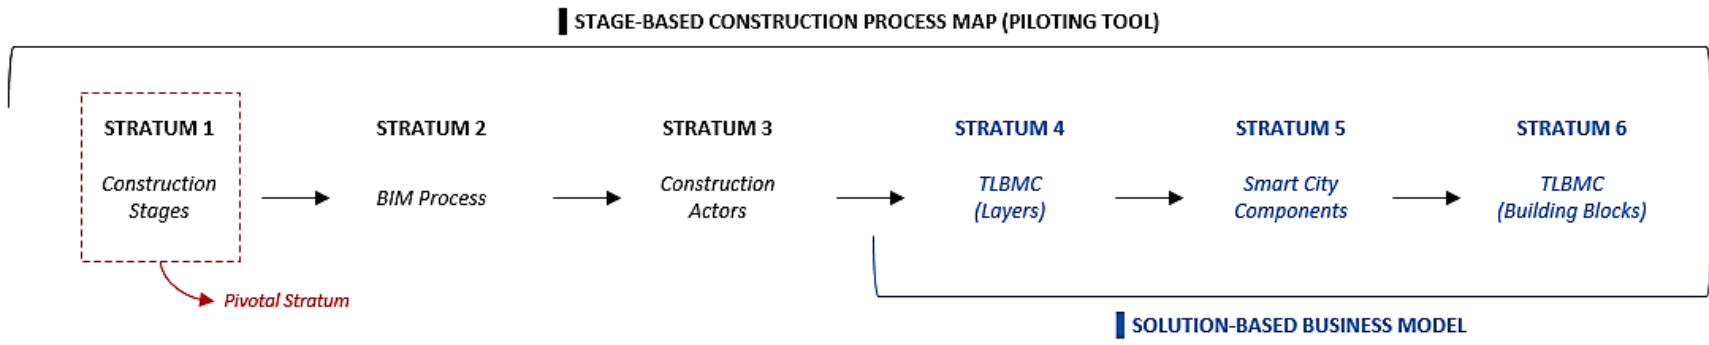 STAGE-BASED CONSTRUCTION PROCESS MAP (PILOTING TOOL)
STRATUM 1
Construction
Stages
STRATUM 2
BIM Process
STRATUM 3
Construction
Actors
STRATUM 4
TLBMC
(Layers)
STRATUM 5
Smart City
Components
STRATUM 6
TLBMC
(Building Blocks)
Pivotal Stratum
SOLUTION-BASED BUSINESS MODEL